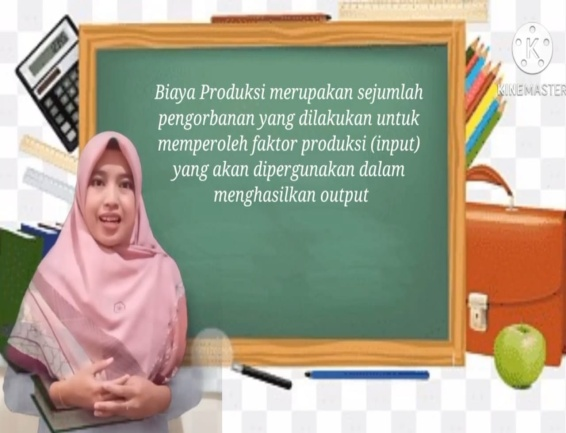 Biaya Produksi merupakan sejumlah
pengorbanan yang dilakukan untuk
memperoleh faktor produksi (input)
yang akan dipergunakan dalam
menghasilkan output
K
KINEMASTER